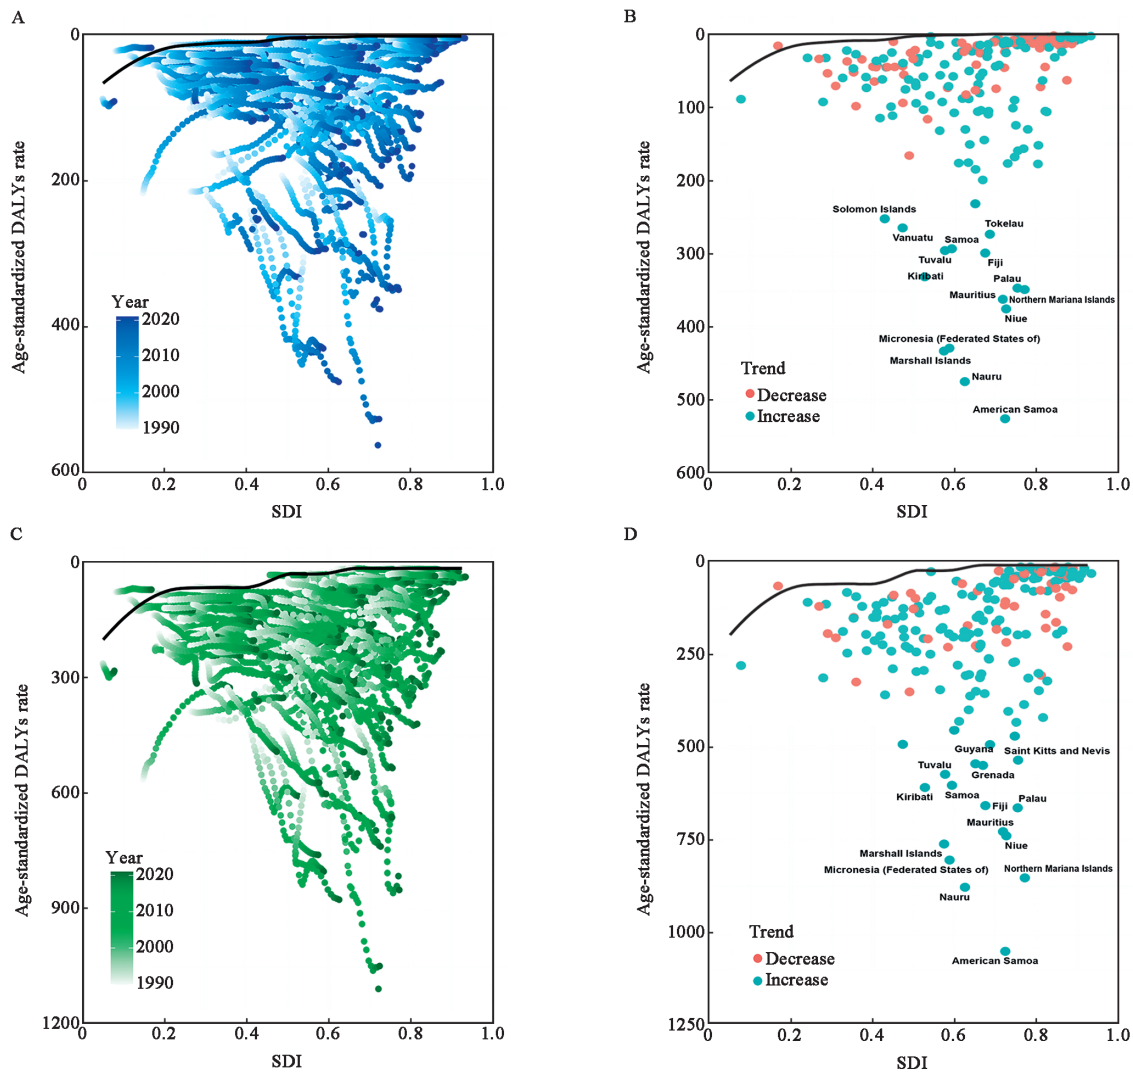 A
0
200
400
600
Age-standardized DALYs rate
Year
2020
2010
2000
1990
0
0.2
0.4
0.6
0.8
1.0
SDI
B
0
100
200
300
400
500
600
Age-standardized DALYs rate
Solomon Islands
Vanuatu
Tokelau
Samoa
Tuvalu
Fiji
Kiribati
Palau
Mauritius
Northern Mariana Islands
Niue
Micronesia (Federated States of)
Marshall Islands
Nauru
American Samoa
Trend
Decrease
Increase
0
0.2
0.4
0.6
0.8
1.0
SDI
C
0
300
600
900
1200
Age-standardized DALYs rate
Year
2020
2010
2000
1990
0
0.2
0.4
0.6
0.8
1.0
SDI
D
0
250
500
750
1000
1250
Age-standardized DALYs rate
Guyana
Saint Kitts and Nevis
Tuvalu
Grenada
Kiribati
Samoa
Palau
Fiji
Mauritius
Niue
Marshall Islands
Micronesia (Federated States of)
Northern Mariana Islands
Nauru
American Samoa
Trend
Decrease
Increase
0
0.2
0.4
0.6
0.8
1.0
SDI